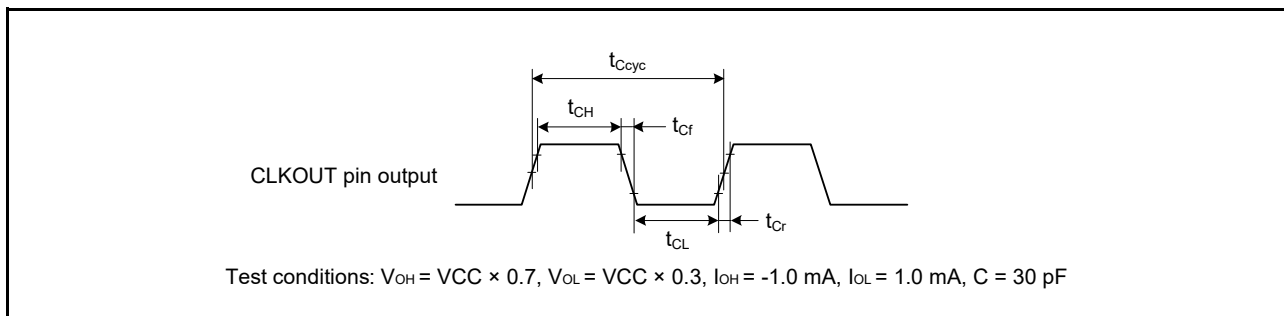 tCcyc
tCH
tCf
CLKOUT pin output
tCL
tCr
Test conditions: VOH = VCC × 0.7, VOL = VCC × 0.3, IOH = -1.0 mA, IOL = 1.0 mA, C = 30 pF